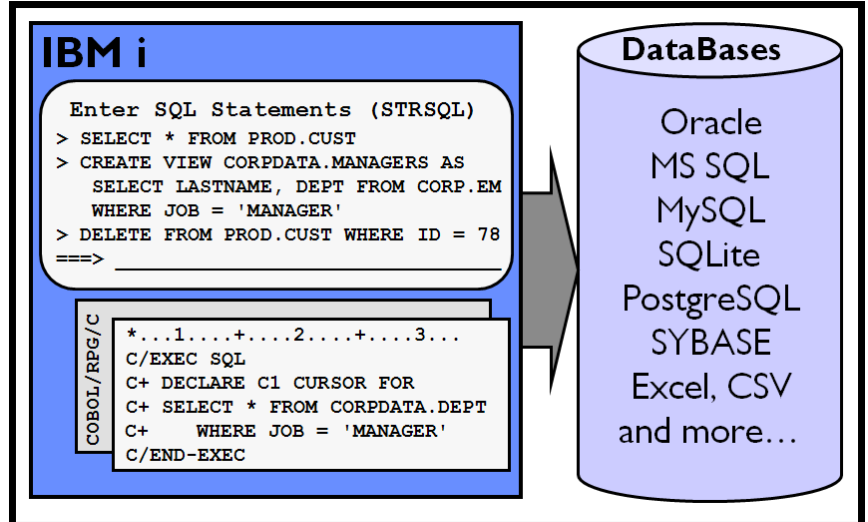 IBM i
Enter SQL Statements (STRSQL)
> SELECT * FROM PROD.CUST
> CREATE VIEW CORPDATA.MANAGERS AS
SELECT LASTNAME, DEPT FROM CORP.EM
WHERE JOB = 'MANAGER'
> DELETE FROM PROD.CUST WHERE ID = 78
===>
COBOL/RPG/C
*...1....+....2....+....3...
C/EXEC SQL
C+ DECLARE C1 CURSOR FOR
C+ SELECT * FROM CORPDATA.DEPT
C+ WHERE JOB = 'MANAGER'
C/END-EXEC
DataBases
Oracle
MS SQL
MySQL
SQLite
PostgreSQL
SYBASE
Excel, CSV
and more…